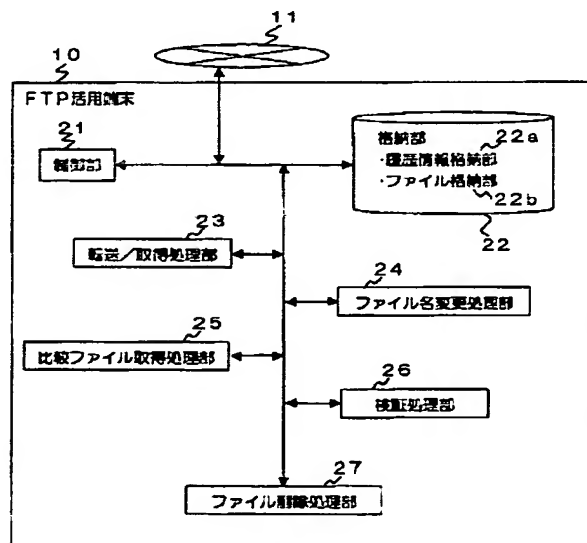 11
10
FTP活用端末
21
制御部
格納部
・履歴情報格納部
22a
・ファイル格納部
22b
22
23
転送/取得処理部
24
ファイル名変更処理部
25
比較ファイル取得処理部
26
検証処理部
27
ファイル削除処理部